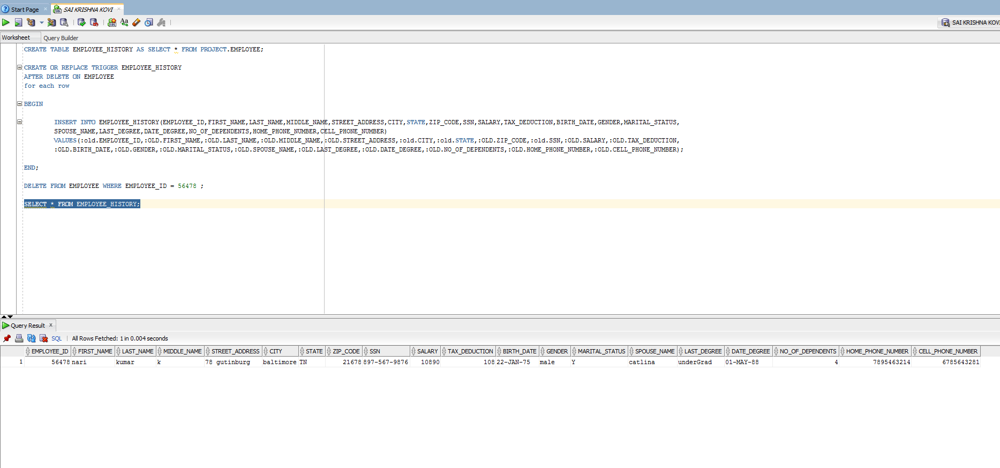 Start Page
SAI KRISHNA KOVI
SAI KRISHNA KOVI
Worksheet
Query Builder
CREATE TABLE EMPLOYEE_HISTORY AS SELECT * FROM PROJECT.EMPLOYEE;
CREATE OR REPLACE TRIGGER EMPLOYEE_HISTORY
AFTER DELETE ON EMPLOYEE
for each row
BEGIN
INSERT INTO EMPLOYEE_HISTORY(EMPLOYEE_ID,FIRST_NAME,LAST_NAME,MIDDLE_NAME,STREET_ADDRESS,CITY,STATE,ZIP_CODE,SSN,SALARY,TAX_DEDUCTION,BIRTH_DATE,GENDER,MARITAL_STATUS,
SPOUSE_NAME,LAST_DEGREE,DATE_DEGREE,NO_OF_DEPENDENTS,HOME_PHONE_NUMBER,CELL_PHONE_NUMBER)
VALUES(:old.EMPLOYEE_ID,:OLD.FIRST_NAME,:OLD.LAST_NAME,:OLD.MIDDLE_NAME,:OLD.STREET_ADDRESS,:old.CITY,:old.STATE,:OLD.ZIP_CODE,:old.SSN,:OLD.SALARY,:OLD.TAX_DEDUCTION,
:OLD.BIRTH_DATE,:OLD.GENDER,:OLD.MARITAL_STATUS,:OLD.SPOUSE_NAME,:OLD.LAST_DEGREE,:OLD.DATE_DEGREE,:OLD.NO_OF_DEPENDENTS,:OLD.HOME_PHONE_NUMBER,:OLD.CELL_PHONE_NUMBER);
END;
DELETE FROM EMPLOYEE WHERE EMPLOYEE_ID = 56478 ;
SELECT * FROM EMPLOYEE_HISTORY;
Query Result x
SQL | All Rows Fetched: 1 in 0.004 seconds
EMPLOYEE_ID FIRST_NAME LAST_NAME MIDDLE_NAME STREET_ADDRESS CITY STATE ZIP_CODE SSN SALARY TAX_DEDUCTION BIRTH_DATE GENDER MARITAL_STATUS SPOUSE_NAME LAST_DEGREE DATE_DEGREE NO_OF_DEPENDENTS HOME_PHONE_NUMBER CELL_PHONE_NUMBER
1 56478 nari kumar k 78 gutinburg baltimore TN 21678 897-567-9876 10890 108 22-JAN-75 male Y catlina underGrad 01-MAY-88 4 7895463214 6785643281